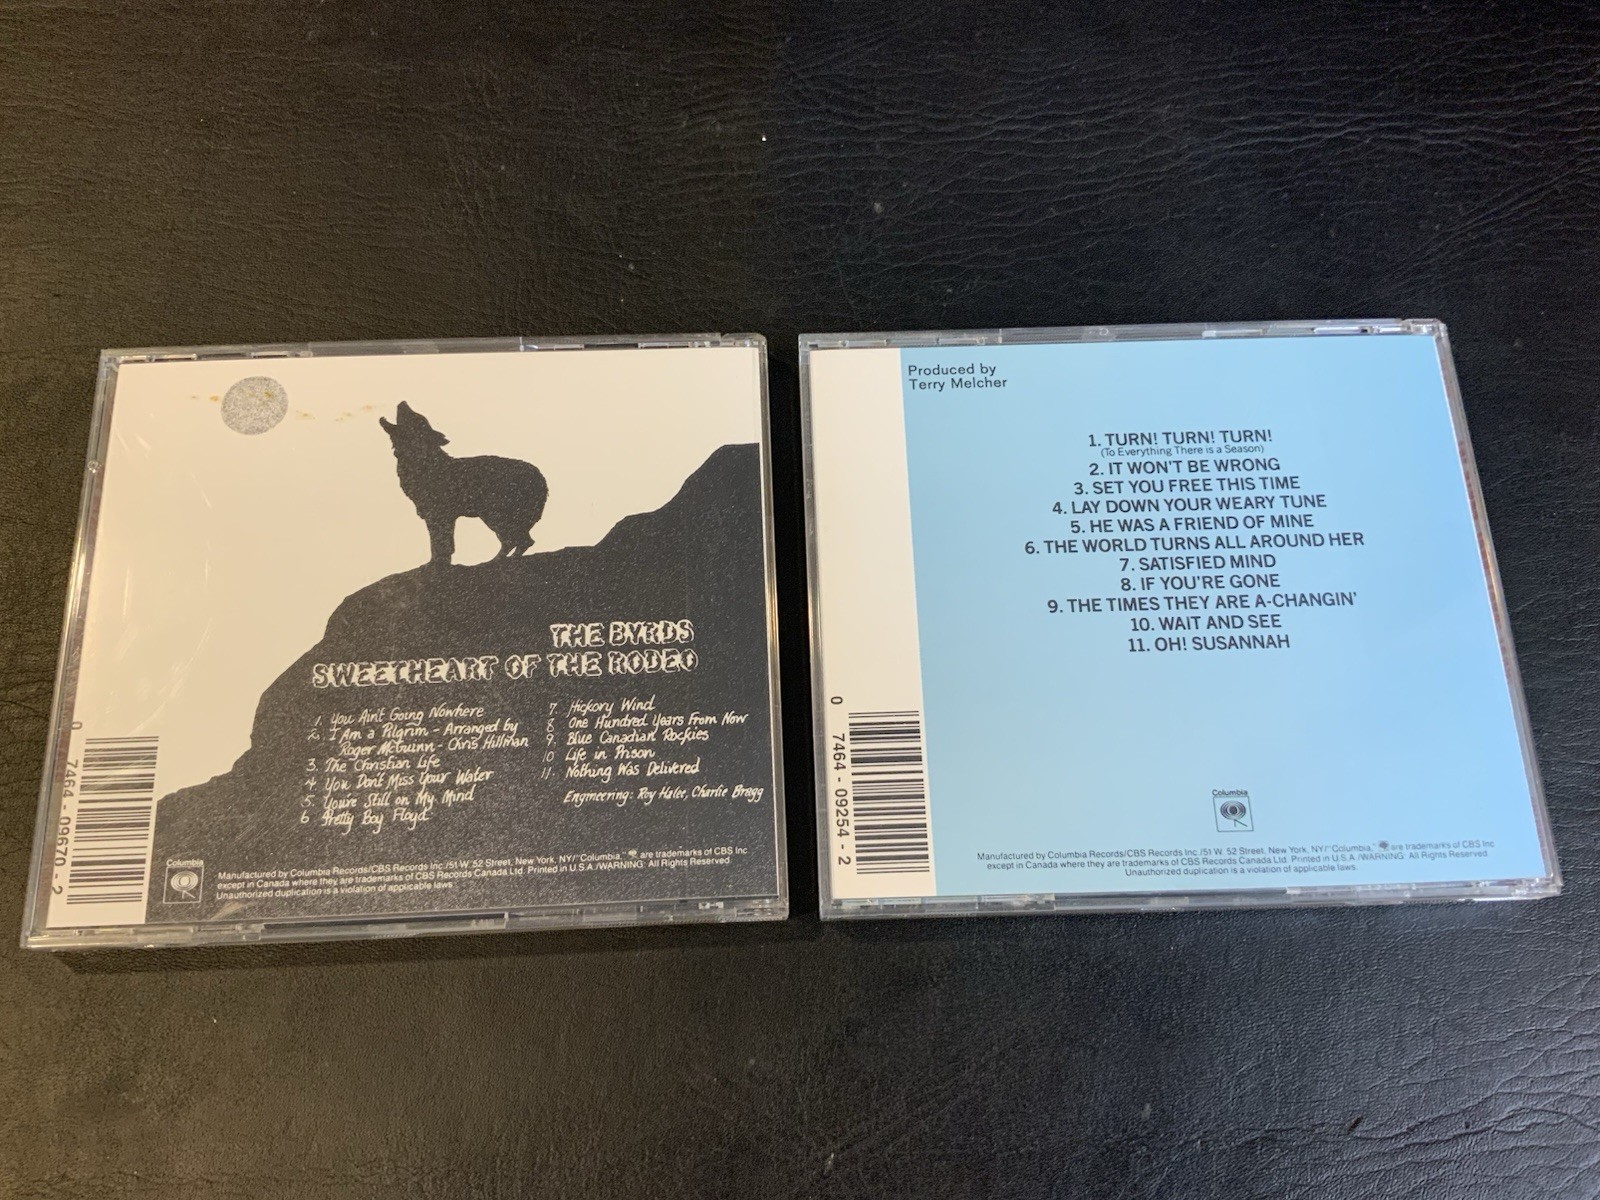 THE BYRDS
SWEETHEART OF THE RODEO
1. You Ain't Going Nowhere
2. I Am a Pilgrim - Arranged by
Roger McGuinn - Chris Hillman
3. The Christian Life
4 You Don't Miss Your Water
5. You're Still on My Mind
6 Pretty Boy Floyd
7. Hickory Wind
8 One Hundred Years From Now
9. Blue Canadian Rockies
10 Life in Prison
11. Nothing Was Delivered
Engineering: Roy Halee, Charlie Bragg
0 7464-09670-2
Columbia
Manufactured by Columbia Records/CBS Records Inc./51 W. 52 Street, New York, NY/"Columbia," are trademarks of CBS Inc.
except in Canada where they are trademarks of CBS Records Canada Ltd. Printed in U.S.A./WARNING: All Rights Reserved.
Unauthorized duplication is a violation of applicable laws.
Produced by
Terry Melcher
1. TURN! TURN! TURN!
(To Everything There is a Season)
2. IT WON'T BE WRONG
3. SET YOU FREE THIS TIME
4. LAY DOWN YOUR WEARY TUNE
5. HE WAS A FRIEND OF MINE
6. THE WORLD TURNS ALL AROUND HER
7. SATISFIED MIND
8. IF YOU'RE GONE
9. THE TIMES THEY ARE A-CHANGIN'
10. WAIT AND SEE
11. OH! SUSANNAH
0 7464-09254-2
Columbia
Manufactured by Columbia Records/CBS Records Inc./51 W. 52 Street, New York, NY/"Columbia," are trademarks of CBS Inc.
except in Canada where they are trademarks of CBS Records Canada Ltd. Printed in U.S.A./WARNING: All Rights Reserved.
Unauthorized duplication is a violation of applicable laws.